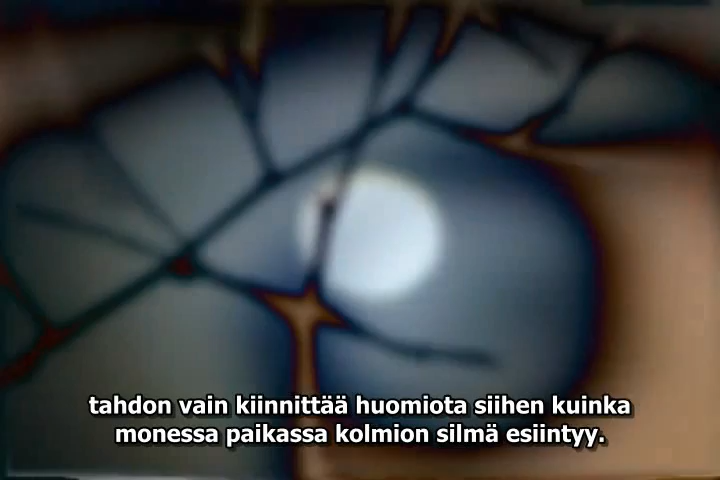 tahdon vain kiinnittää huomiota siihen kuinka
monessa paikassa kolmion silmä esiintyy.